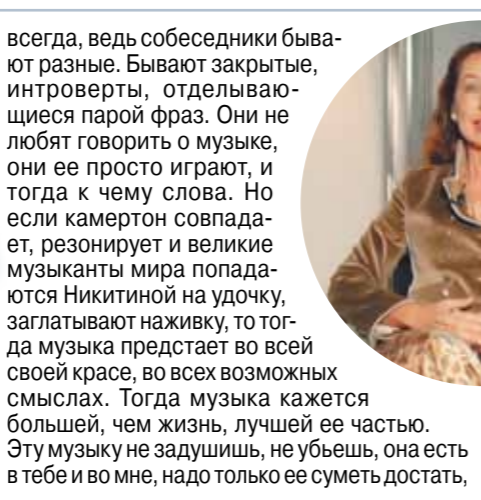 всегда, ведь собеседники быва-
ют разные. Бывают закрытые,
интроверты, отделываю-
щиеся парой фраз. Они не
любят говорить о музыке,
они ее просто играют, и
тогда к чему слова. Но
если камертон совпада-
ет, резонирует и великие
музыканты мира попада-
ются Никитиной на удочку,
заглатывают наживку, то тог-
да музыка предстает во всей
своей красе, во всех возможных
смыслах. Тогда музыка кажется
большей, чем жизнь, лучшей ее частью.
Эту музыку не задушишь, не убьешь, она есть
в тебе и во мне, надо только ее суметь достать,